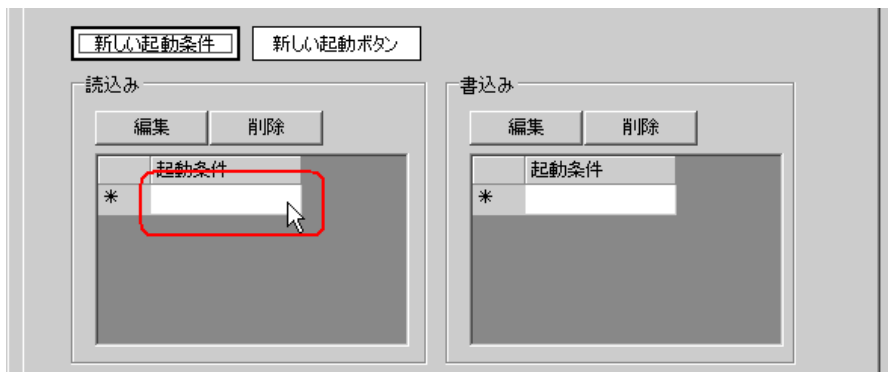 新しい起動条件 新しい起動ボタン
読込み
編集 削除
起動条件
*
書込み
編集 削除
起動条件
*